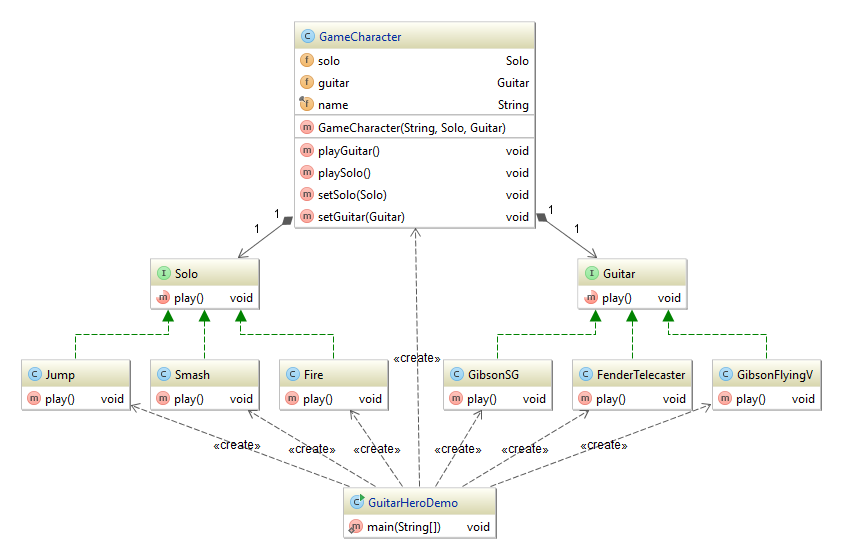 C GameCharacter
f solo Solo
f guitar Guitar
f name String
m GameCharacter(String, Solo, Guitar)
m playGuitar() void
m playSolo() void
m setSolo(Solo) void
m setGuitar(Guitar) void
1 1
1 1
I Solo
m play() void
I Guitar
m play() void
«create»
C Jump
m play() void
C Smash
m play() void
C Fire
m play() void
C GibsonSG
m play() void
C FenderTelecaster
m play() void
C GibsonFlyingV
m play() void
«create» «create» «create» «create» «create» «create»
C GuitarHeroDemo
m main(String[]) void